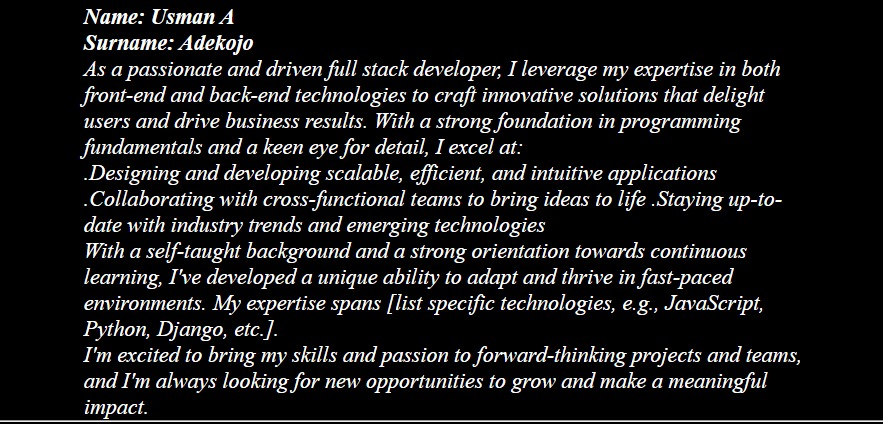 Name: Usman A
Surname: Adekojo
As a passionate and driven full stack developer, I leverage my expertise in both
front-end and back-end technologies to craft innovative solutions that delight
users and drive business results. With a strong foundation in programming
fundamentals and a keen eye for detail, I excel at:
.Designing and developing scalable, efficient, and intuitive applications
.Collaborating with cross-functional teams to bring ideas to life .Staying up-to-
date with industry trends and emerging technologies
With a self-taught background and a strong orientation towards continuous
learning, I've developed a unique ability to adapt and thrive in fast-paced
environments. My expertise spans [list specific technologies, e.g., JavaScript,
Python, Django, etc.].
I'm excited to bring my skills and passion to forward-thinking projects and teams,
and I'm always looking for new opportunities to grow and make a meaningful
impact.